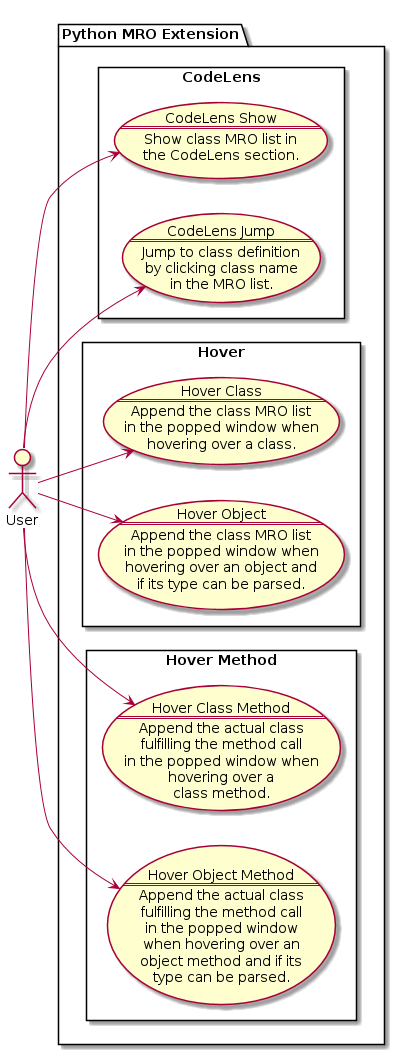 Python MRO Extension
CodeLens
CodeLens Show
Show class MRO list in
the CodeLens section.
CodeLens Jump
Jump to class definition
by clicking class name
in the MRO list.
Hover
Hover Class
Append the class MRO list
in the popped window when
hovering over a class.
Hover Object
Append the class MRO list
in the popped window when
hovering over an object and
if its type can be parsed.
User
Hover Method
Hover Class Method
Append the actual class
fulfilling the method call
in the popped window when
hovering over a
class method.
Hover Object Method
Append the actual class
fulfilling the method call
in the popped window
when hovering over an
object method and if its
type can be parsed.